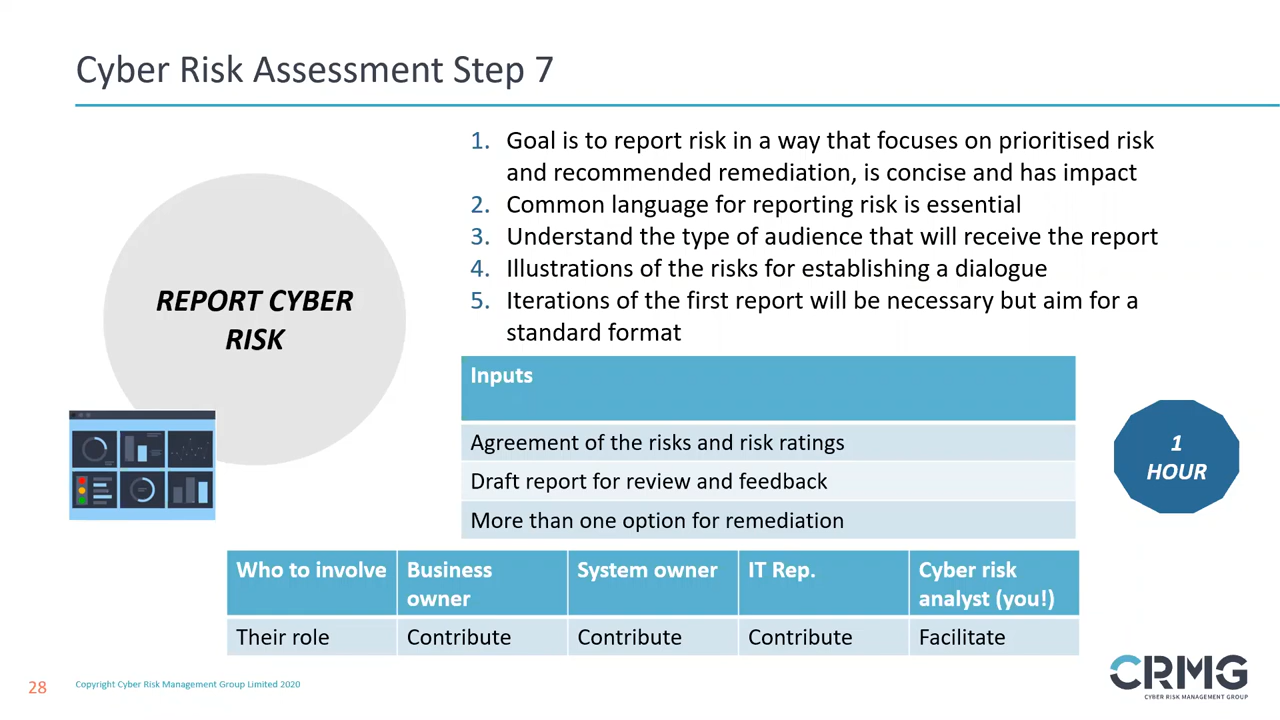 Cyber Risk Assessment Step 7
REPORT CYBER
RISK
1. Goal is to report risk in a way that focuses on prioritised risk
and recommended remediation, is concise and has impact
2. Common language for reporting risk is essential
3. Understand the type of audience that will receive the report
4. Illustrations of the risks for establishing a dialogue
5. Iterations of the first report will be necessary but aim for a
standard format
Inputs
Agreement of the risks and risk ratings
Draft report for review and feedback
More than one option for remediation
1
HOUR
Who to involve
Business
owner
System owner
IT Rep.
Cyber risk
analyst (you!)
Their role
Contribute
Contribute
Contribute
Facilitate
28
Copyright Cyber Risk Management Group Limited 2020
CRMG
CYBER RISK MANAGEMENT GROUP